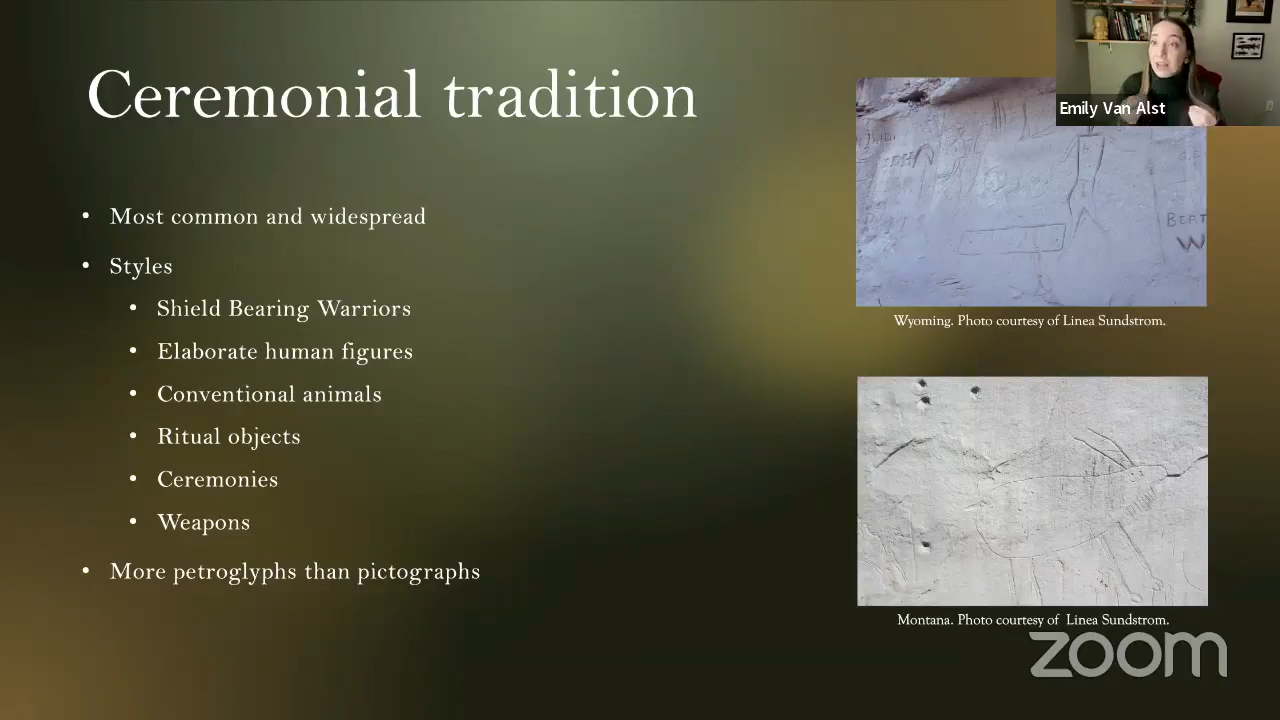 Ceremonial tradition
Emily Van Alst
• Most common and widespread
• Styles
• Shield Bearing Warriors
• Elaborate human figures
• Conventional animals
• Ritual objects
• Ceremonies
• Weapons
• More petroglyphs than pictographs
BERT
W
Wyoming. Photo courtesy of Linea Sundstrom.
Montana. Photo courtesy of Linea Sundstrom.
zoom